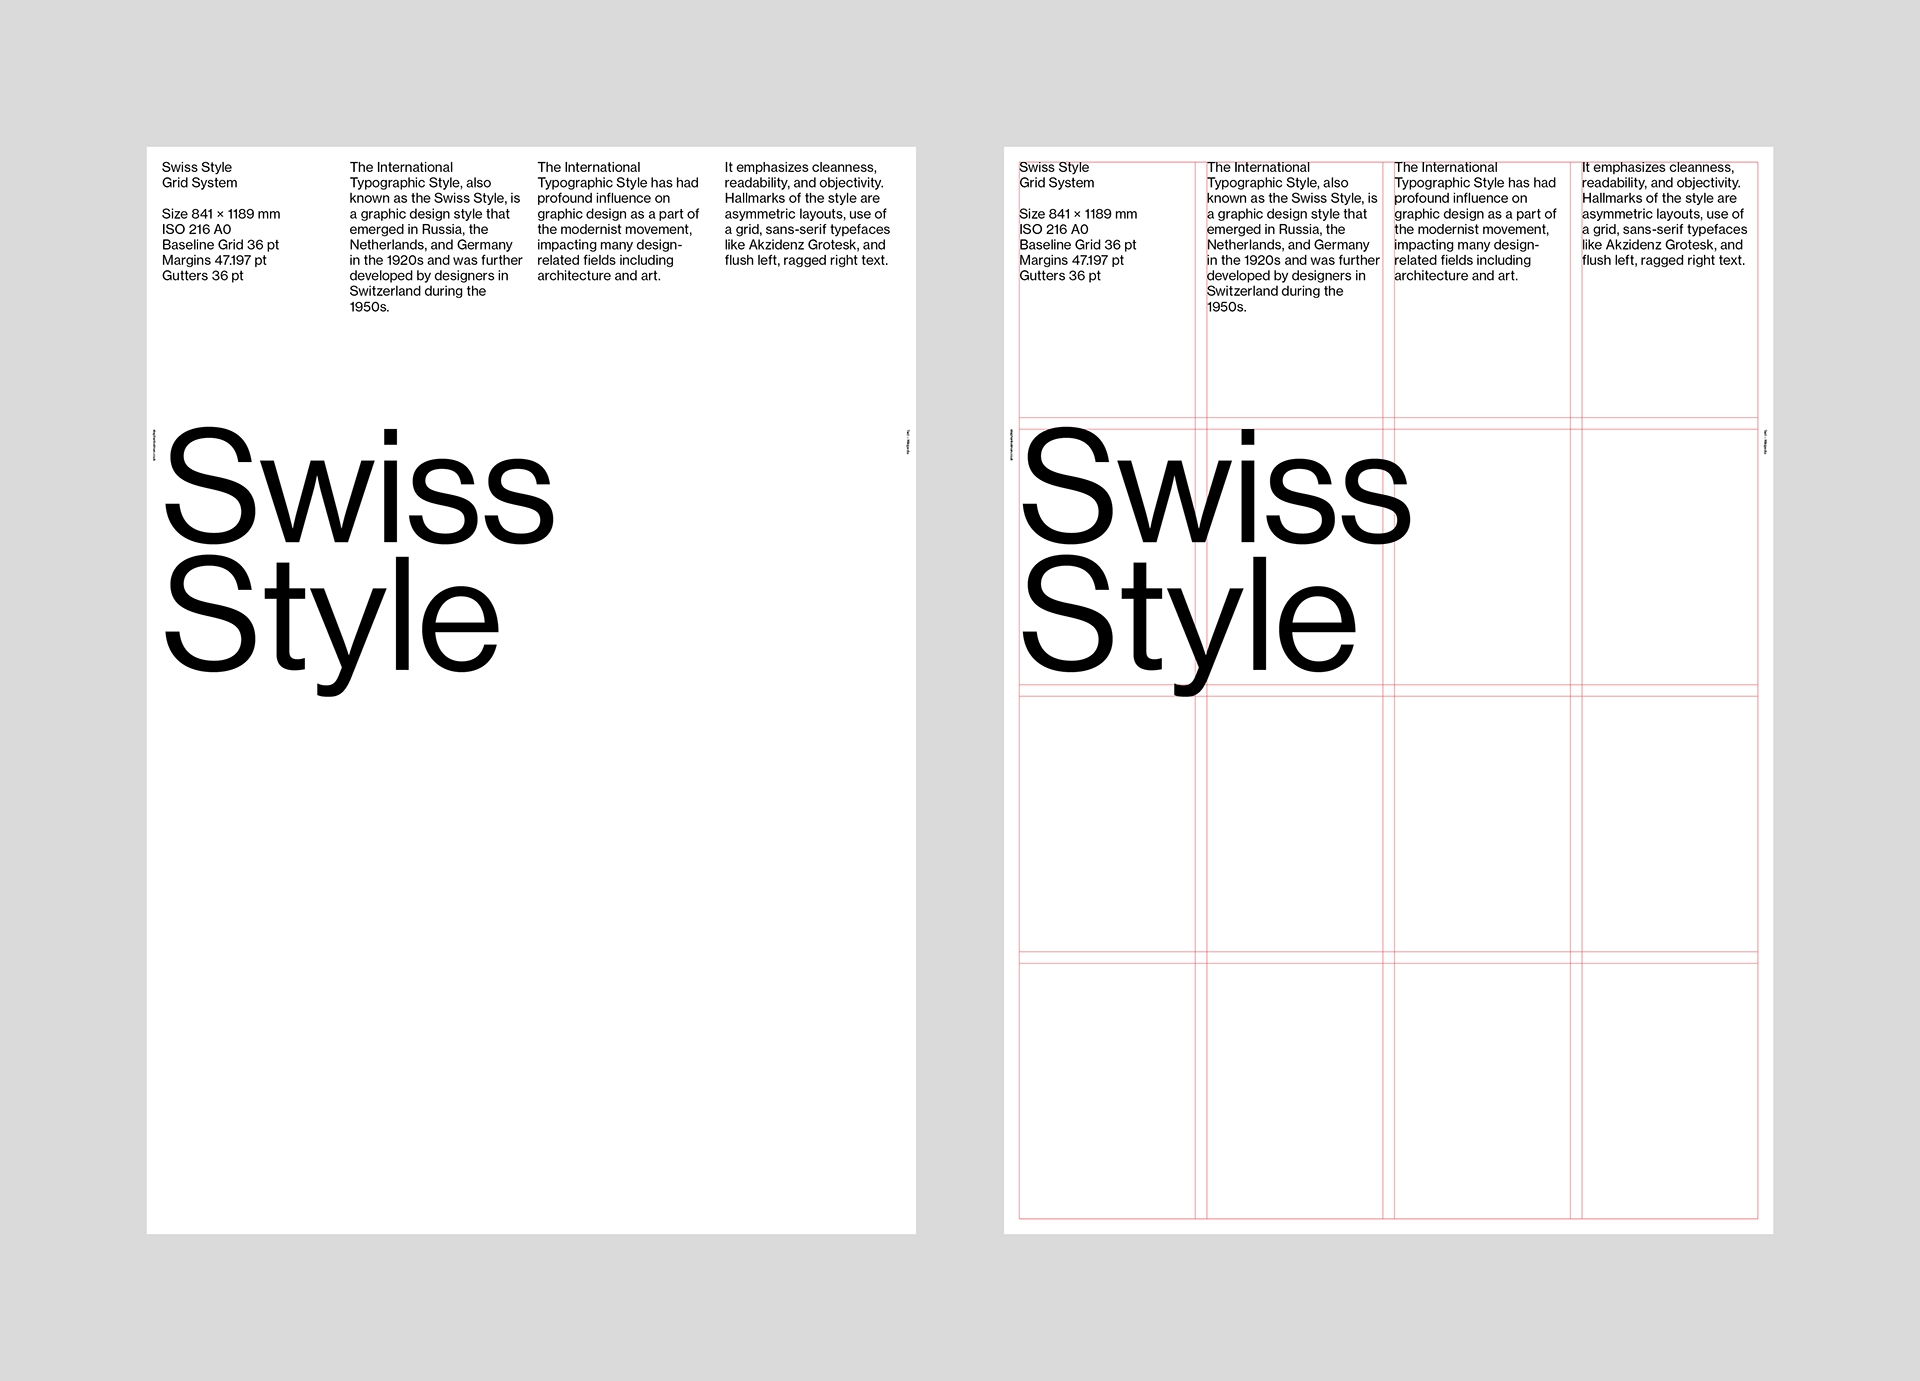 Swiss Style
Grid System
Size 841 × 1189 mm
ISO 216 A0
Baseline Grid 36 pt
Margins 47.197 pt
Gutters 36 pt
The International
Typographic Style, also
known as the Swiss Style, is
a graphic design style that
emerged in Russia, the
Netherlands, and Germany
in the 1920s and was further
developed by designers in
Switzerland during the
1950s.
The International
Typographic Style has had
profound influence on
graphic design as a part of
the modernist movement,
impacting many design-
related fields including
architecture and art.
It emphasizes cleanness,
readability, and objectivity.
Hallmarks of the style are
asymmetric layouts, use of
a grid, sans-serif typefaces
like Akzidenz Grotesk, and
flush left, ragged right text.
Swiss
Style
Swiss Style
Grid System
Size 841 × 1189 mm
ISO 216 A0
Baseline Grid 36 pt
Margins 47.197 pt
Gutters 36 pt
The International
Typographic Style, also
known as the Swiss Style, is
a graphic design style that
emerged in Russia, the
Netherlands, and Germany
in the 1920s and was further
developed by designers in
Switzerland during the
1950s.
The International
Typographic Style has had
profound influence on
graphic design as a part of
the modernist movement,
impacting many design-
related fields including
architecture and art.
It emphasizes cleanness,
readability, and objectivity.
Hallmarks of the style are
asymmetric layouts, use of
a grid, sans-serif typefaces
like Akzidenz Grotesk, and
flush left, ragged right text.
Swiss
Style